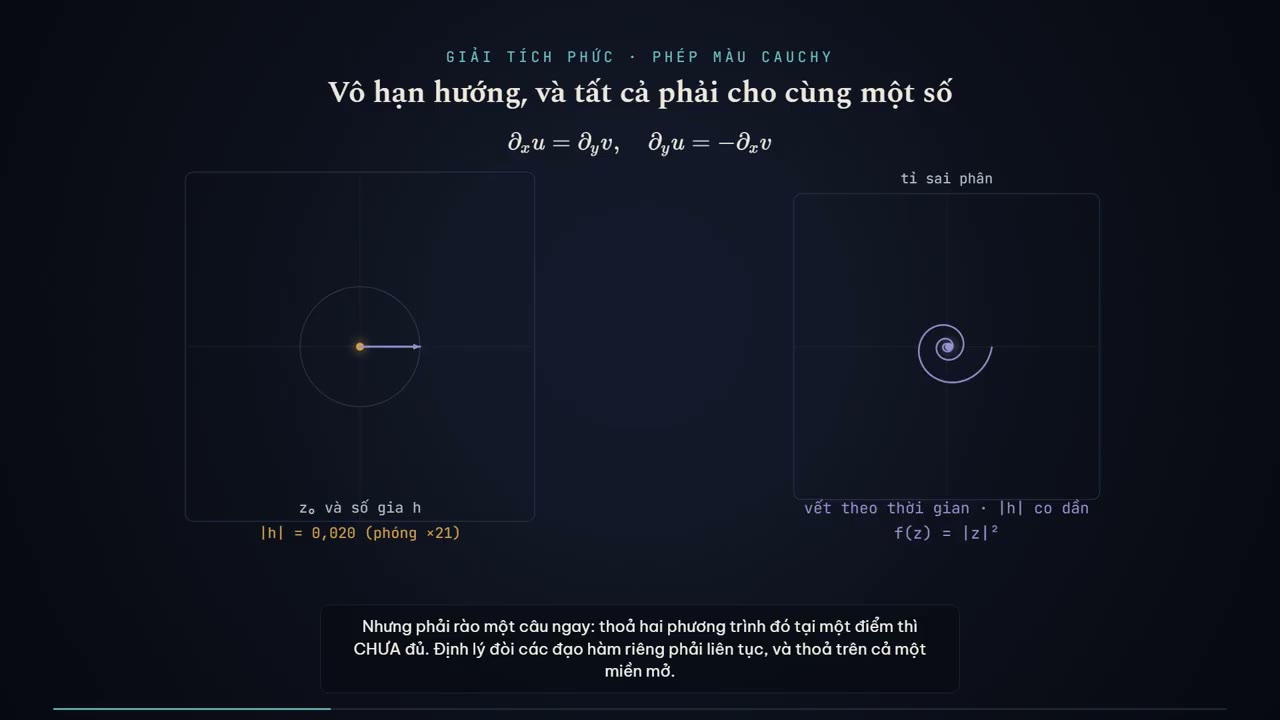 GIẢI TÍCH PHỨC · PHÉP MÀU CAUCHY
Vô hạn hướng, và tất cả phải cho cùng một số
∂ₓu = ∂ᵧv, ∂ᵧu = −∂ₓv
tỉ sai phân
z₀ và số gia h
|h| = 0,020 (phóng ×21)
vết theo thời gian · |h| co dần
f(z) = |z|²
Nhưng phải rào một câu ngay: thoả hai phương trình đó tại một điểm thì
CHƯA đủ. Định lý đòi các đạo hàm riêng phải liên tục, và thoả trên cả một
miền mở.